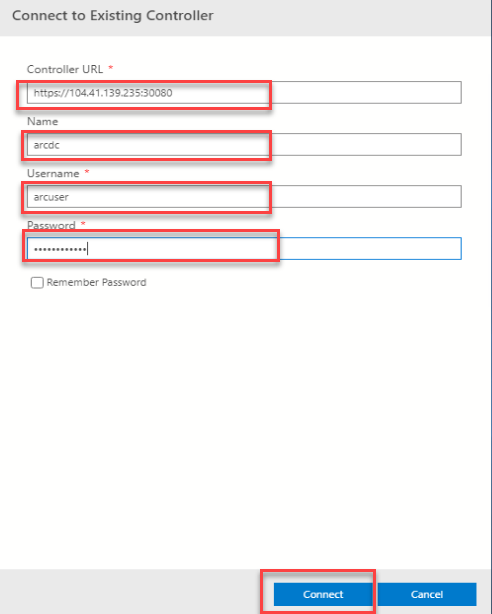 Connect to Existing Controller
Controller URL *
https://104.41.139.235:30080
Name
arcdc
Username *
arcuser
Password *
••••••••••••
Remember Password
Connect Cancel